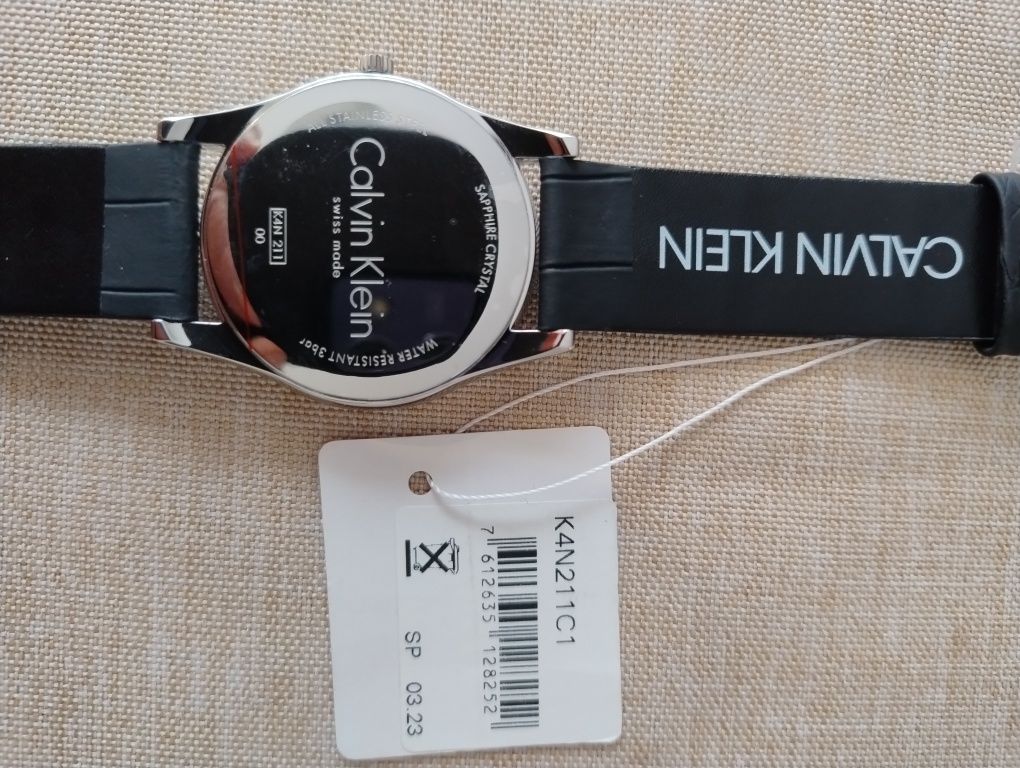 ALL STAINLESS STEEL
Calvin Klein
swiss made
SAPPHIRE CRYSTAL
K4N 211
00
WATER RESISTANT 3bar
CALVIN KLEIN
K4N211C1
7 612635 128252
SP 03.23